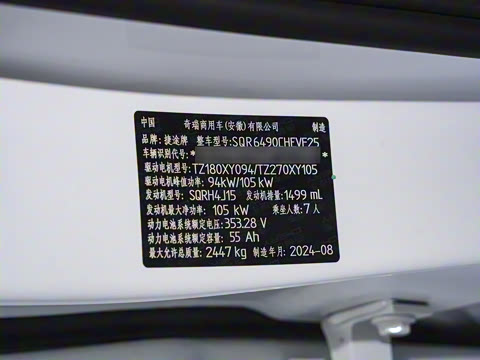 中国 奇瑞商用车(安徽)有限公司 制造
品牌:捷途牌 整车型号:SQR6490CHEVE25
车辆识别代号:* *
驱动电机型号:TZ180XY094/TZ270XY105
驱动电机峰值功率:94kW/105 kW
发动机型号:SQRH4J15 发动机排量:1499 mL
发动机最大净功率: 105 kW 乘坐人数:7人
动力电池系统额定电压:353.28 V
动力电池系统额定容量: 55 Ah
最大允许总质量: 2447 kg 制造年月: 2024-08